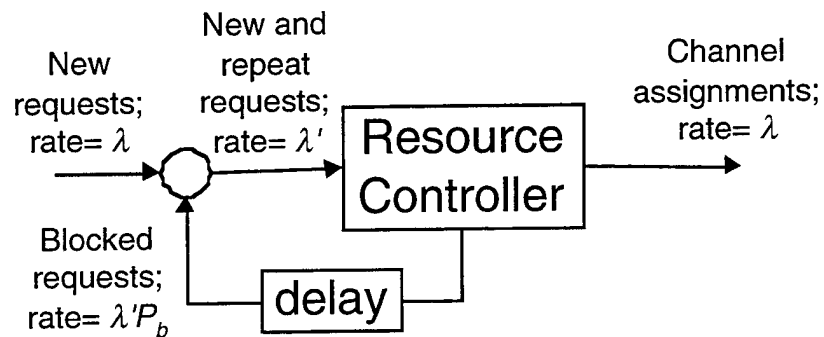 New
requests;
rate= λ
New and
repeat
requests;
rate= λ'
Resource
Controller
Channel
assignments;
rate= λ
Blocked
requests;
rate= λ'P_b
delay